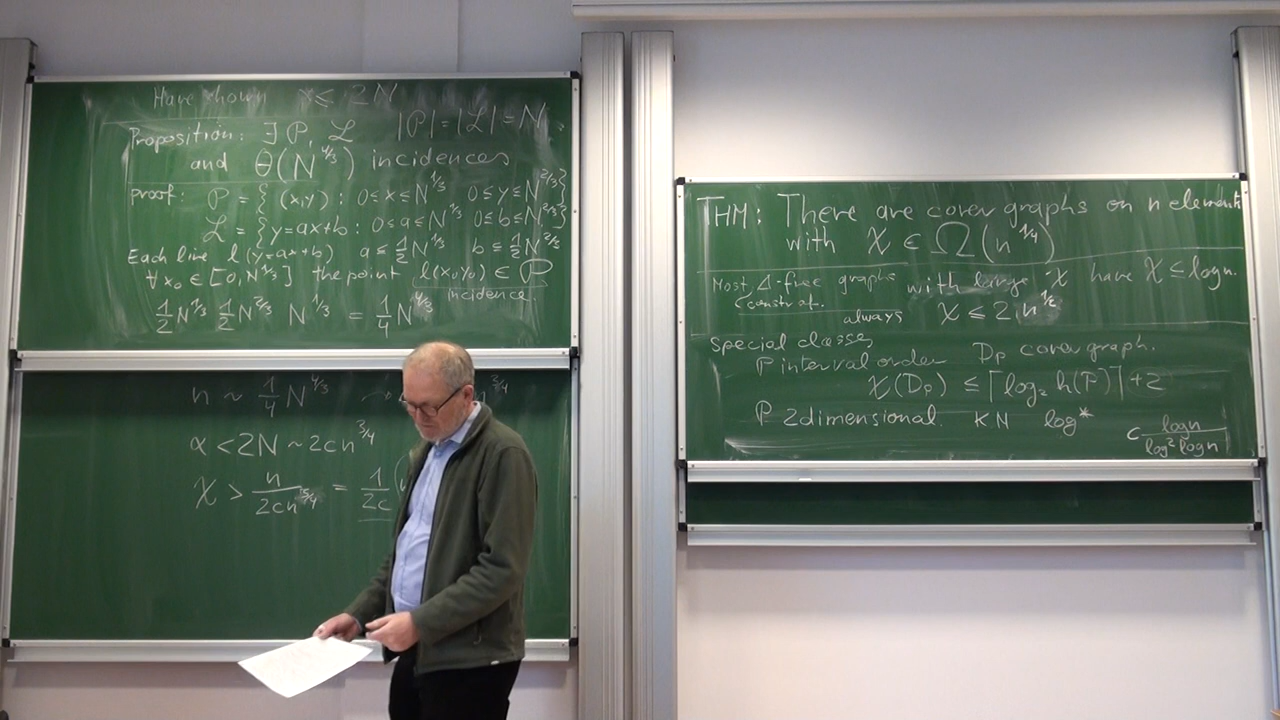 Have shown α ≤ 2N
Proposition: ∃ P, L |P| = |L| = N
and Θ(N^{4/3}) incidences
proof: P = { (x,y) : 0≤x≤N^{1/3} 0≤y≤N^{2/3} }
L = { y=ax+b : 0≤a≤N^{1/3} 0≤b≤N^{2/3} }
Each line l (y=ax+b) a ≤ 1/2 N^{1/3} b ≤ 1/2 N^{2/3}
∀ x₀ ∈ [0, N^{1/3}] the point l(x₀,y₀) ∈ P
incidence.
1/2 N^{1/3} 1/2 N^{2/3} N^{1/3} = 1/4 N^{4/3}
n ~ 1/4 N^{4/3} n^{3/4}
α < 2N ~ 2cn^{3/4}
χ > n / 2cn^{3/4} = 1/2c
THM: There are cover graphs on n elements
with χ ∈ Ω(n^{1/4})
Most Δ-free graphs with large χ have χ ≤ log n.
construct.
always χ ≤ 2 n^{1/2}
special classes
P interval order D_P cover graph.
χ(D_P) ≤ ⌈log₂ h(P)⌉ + 2
P 2dimensional. KN log*
c log n / log² log n